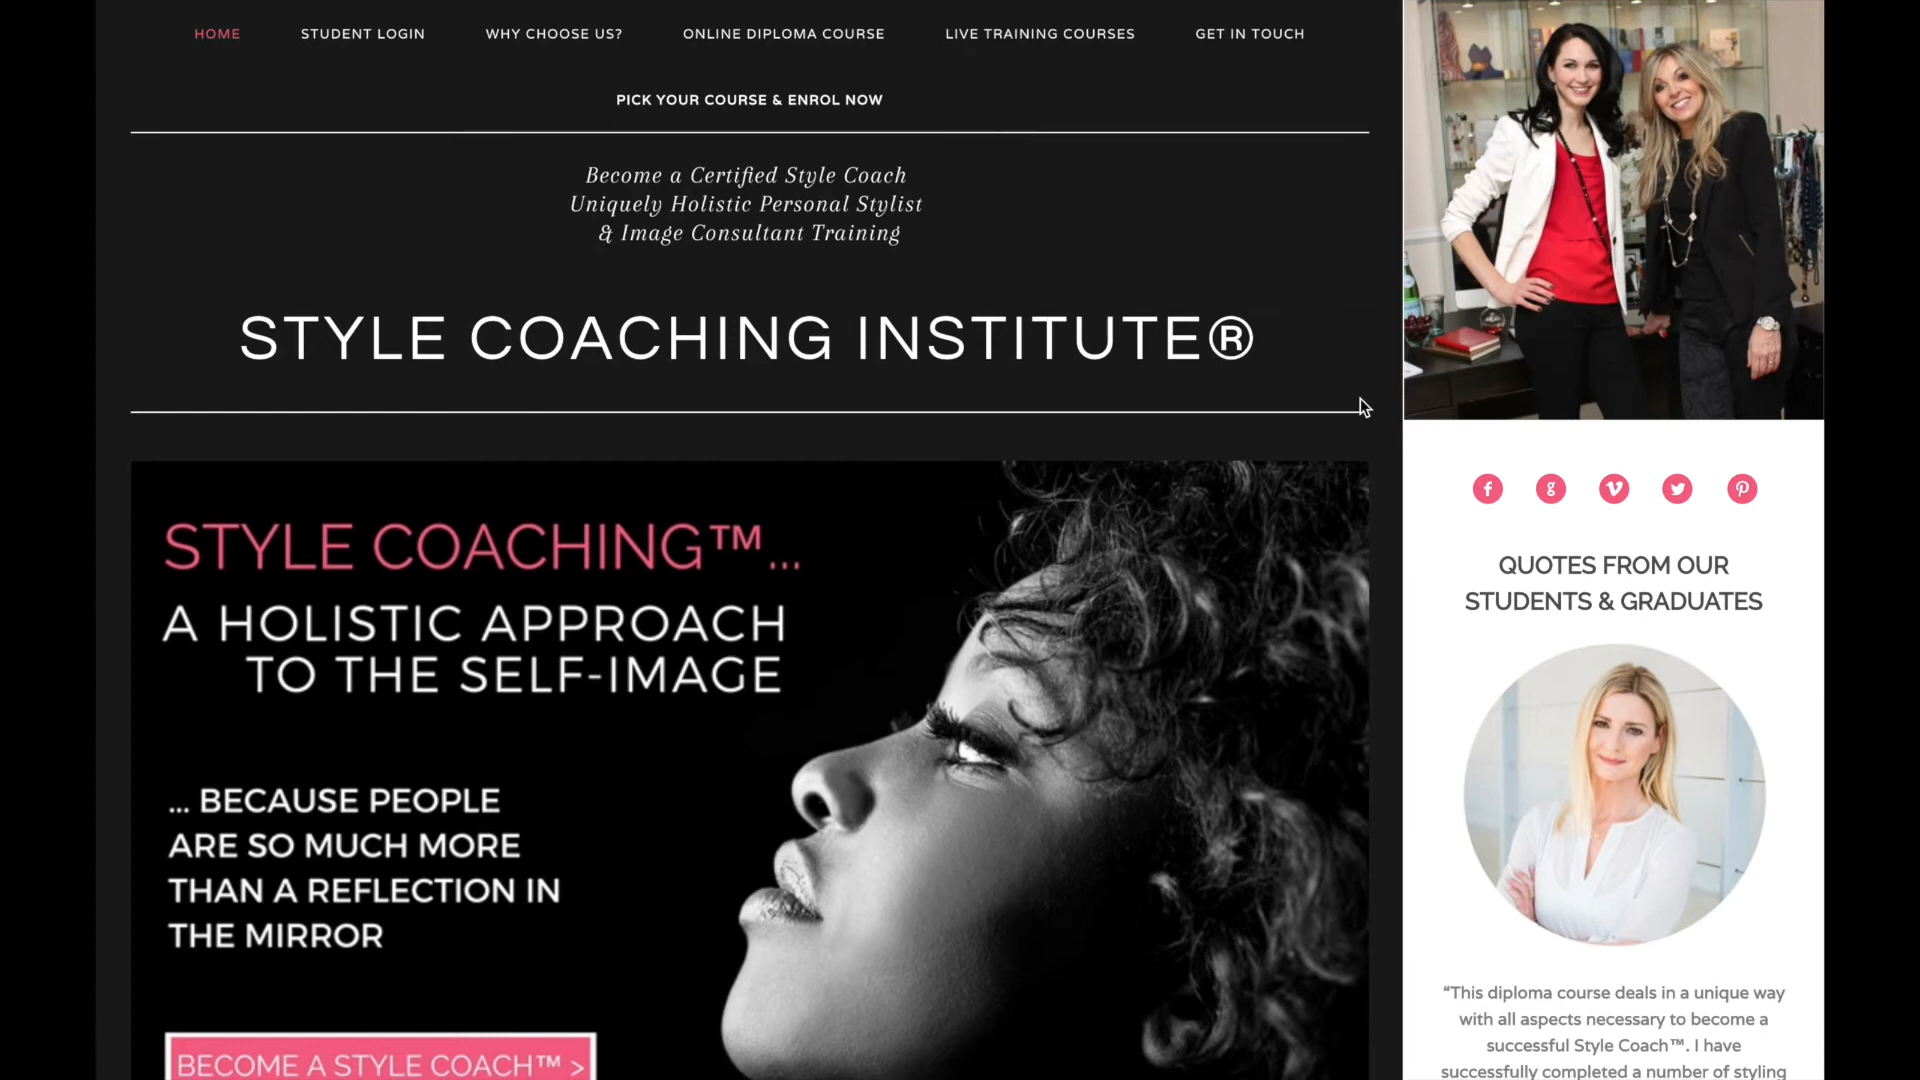 HOME STUDENT LOGIN WHY CHOOSE US? ONLINE DIPLOMA COURSE LIVE TRAINING COURSES GET IN TOUCH
PICK YOUR COURSE & ENROL NOW
Become a Certified Style Coach
Uniquely Holistic Personal Stylist
& Image Consultant Training
STYLE COACHING INSTITUTE®
STYLE COACHING™...
A HOLISTIC APPROACH
TO THE SELF-IMAGE
... BECAUSE PEOPLE
ARE SO MUCH MORE
THAN A REFLECTION IN
THE MIRROR
BECOME A STYLE COACH™ >
QUOTES FROM OUR
STUDENTS & GRADUATES
“This diploma course deals in a unique way
with all aspects necessary to become a
successful Style Coach™. I have
successfully completed a number of styling